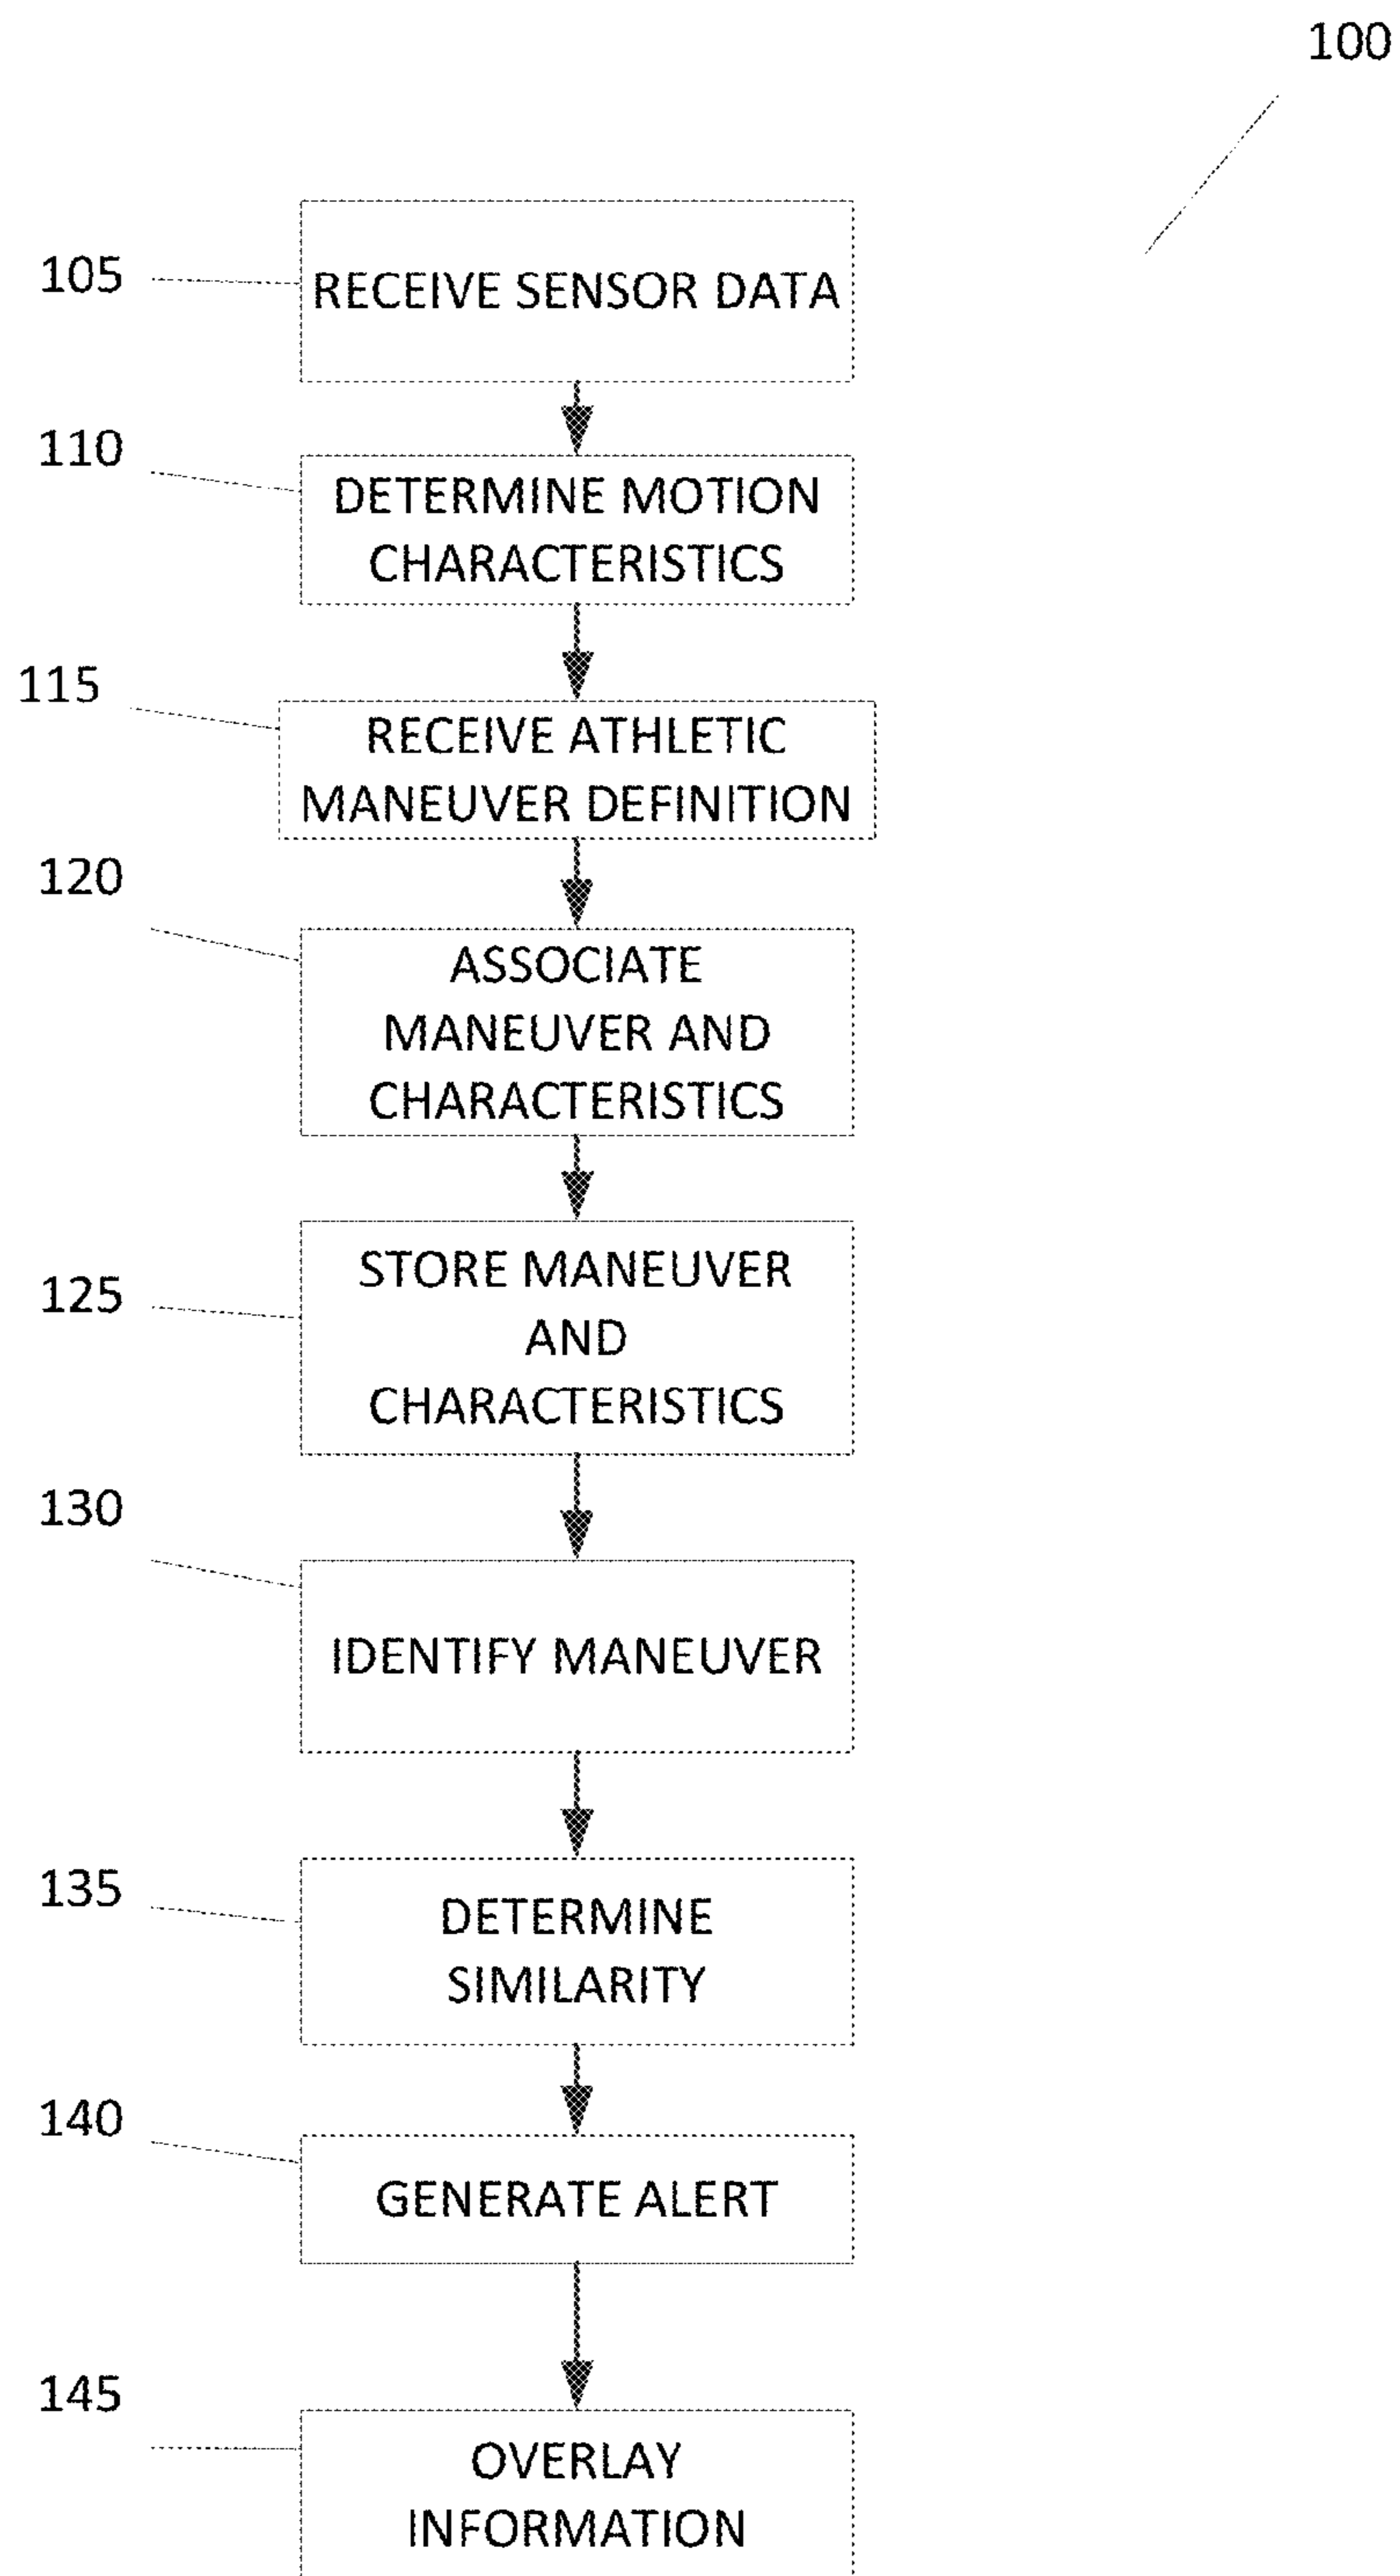 100
105
RECEIVE SENSOR DATA
110
DETERMINE MOTION
CHARACTERISTICS
115
RECEIVE ATHLETIC
MANEUVER DEFINITION
120
ASSOCIATE
MANEUVER AND
CHARACTERISTICS
125
STORE MANEUVER
AND
CHARACTERISTICS
130
IDENTIFY MANEUVER
135
DETERMINE
SIMILARITY
140
GENERATE ALERT
145
OVERLAY
INFORMATION